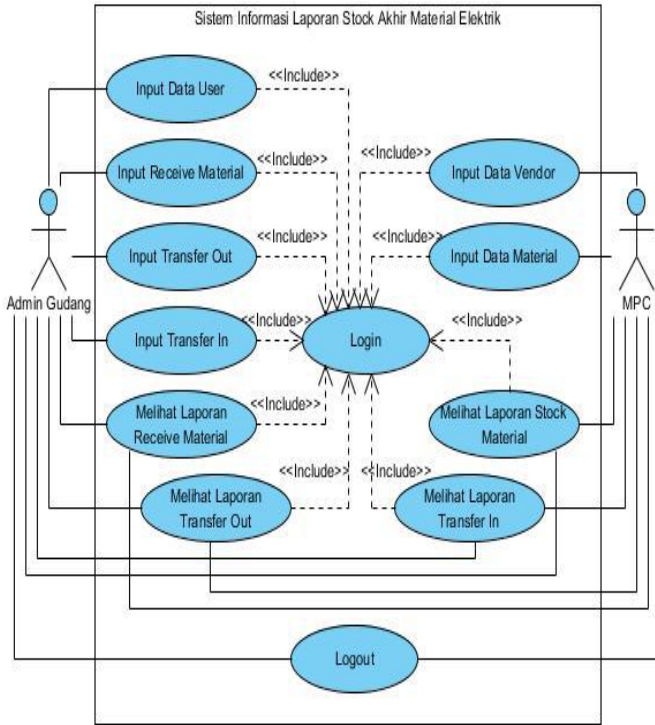 Sistem Informasi Laporan Stock Akhir Material Elektrik
<<Include>>
Input Data User
<<Include>>
<<Include>>
Input Receive Material
Input Data Vendor
<<Include>>
<<Include>>
Input Transfer Out
Input Data Material
Admin Gudang
MPC
<<Include>>
<<Include>>
Input Transfer In
Login
Melihat Laporan
Receive Material
<<Include>>
Melihat Laporan Stock
Material
<<Include>>
<<Include>>
Melihat Laporan
Transfer Out
Melihat Laporan
Transfer In
Logout